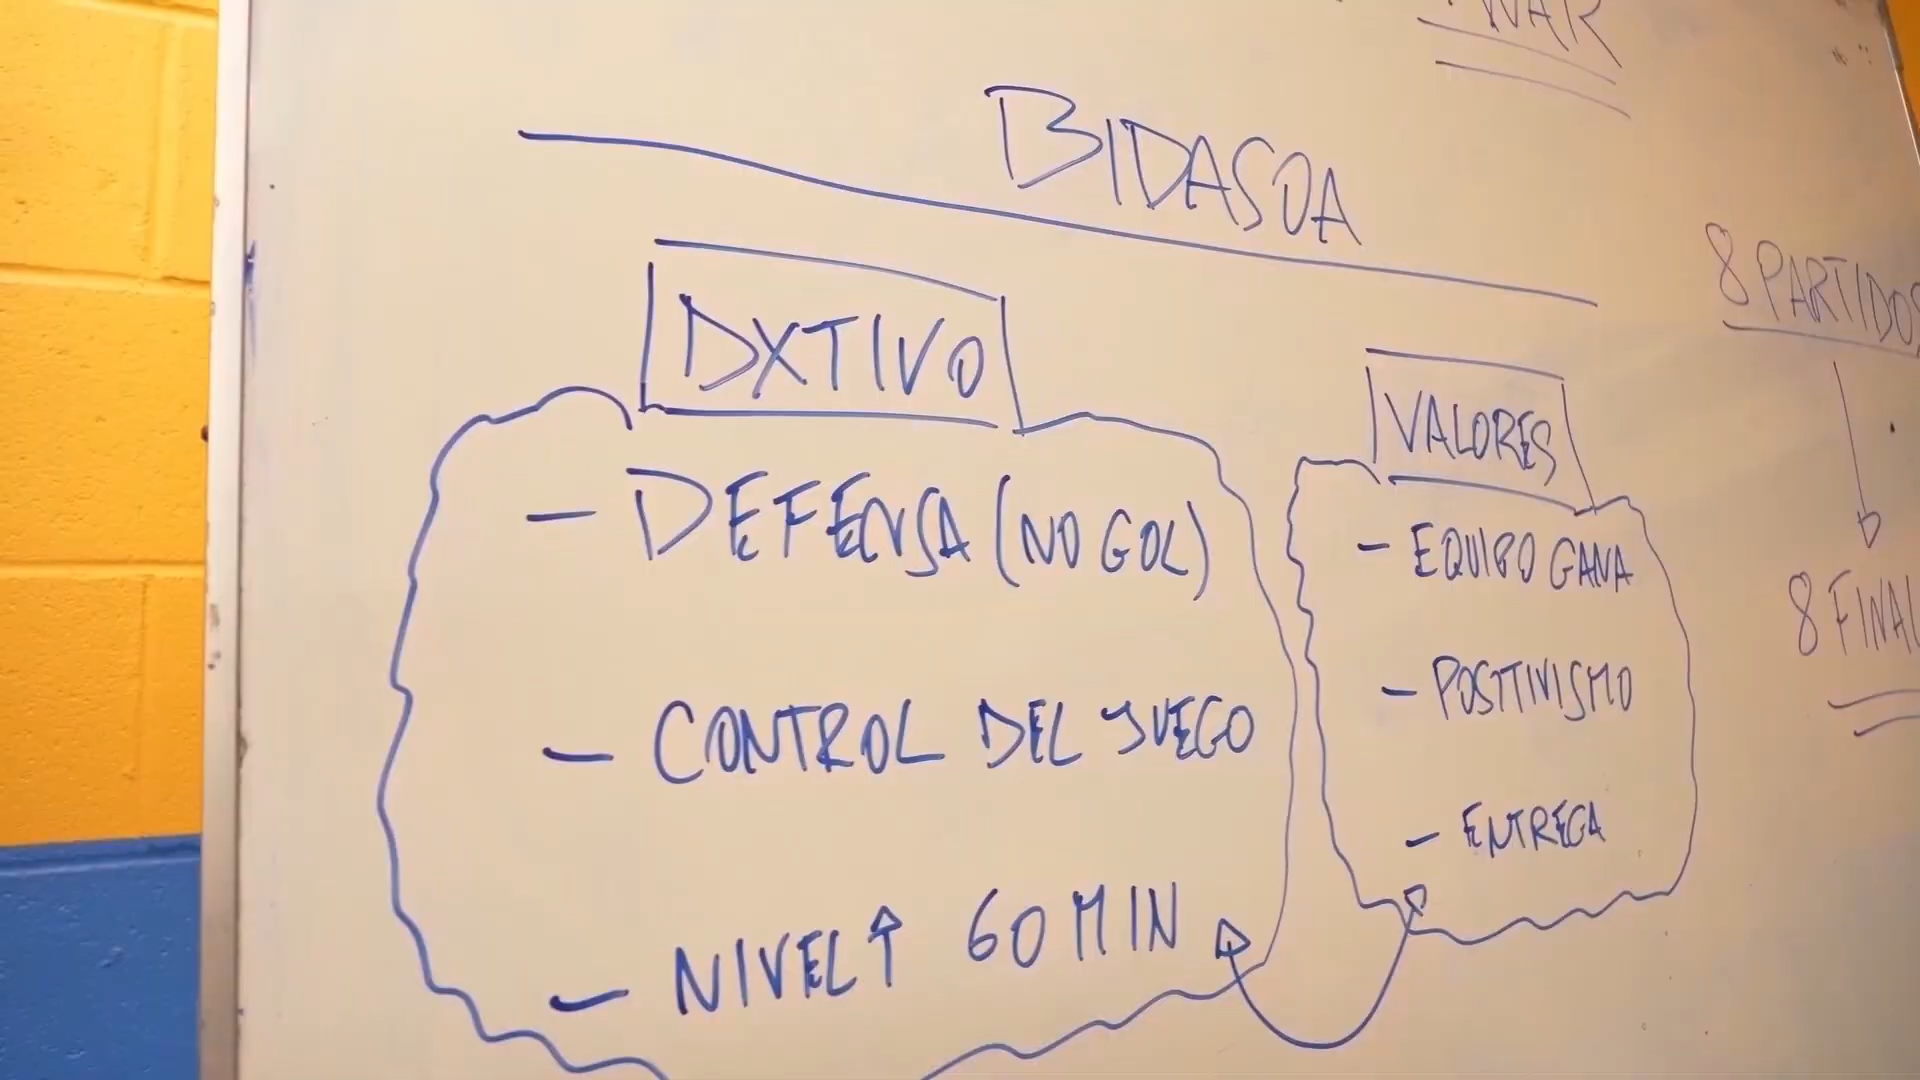 BIDASOA
DXTIVO
- DEFENSA (NO GOL)
- CONTROL DEL JUEGO
- NIVEL↑ 60 MIN
VALORES
- EQUIPO GANA
- POSITIVISMO
- ENTREGA
8 PARTIDOS
8 FINAL